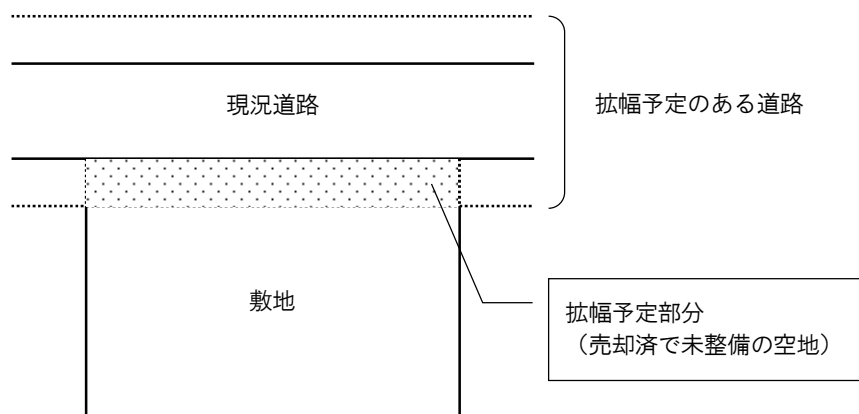 現況道路
拡幅予定のある道路
敷地
拡幅予定部分
（売却済で未整備の空地）